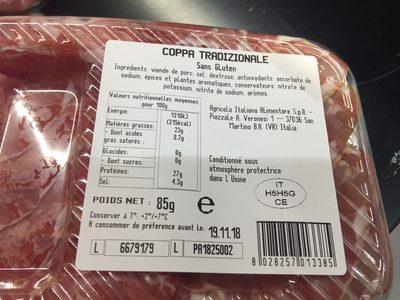 COPPA TRADIZIONALE
Sans Gluten
Ingredients: viande de porc, sel, dextrose, antioxydants: ascorbate de
sodium; épices et plantes aromatiques, conservateurs: nitrate de
potassium, nitrite de sodium, arômes.
Valeurs nutritionnelles moyennes
pour 100g
Energie: 1310kJ
(315kcal)
Matières grasses: 23g
- Dont acides
gras saturés: 8.2g
Glucides: 0g
- Dont sucres: 0g
Proteines: 27g
Sel: 4.3g
Agricola Italiana Alimentare S.p.A. -
Piazzale A. Veronesi 1 -- 37036 San
Martino B.A. (VR) Italia.
Conditionné sous
atmosphère protectrice
dans L'Usine:
IT
H5H5G
CE
POIDS NET: 85g e
Conserver à T°: +2°/+7°C
A consommer de préférence avant le: 19.11.18
L 6679179 L PA1825002
8 028257 013385